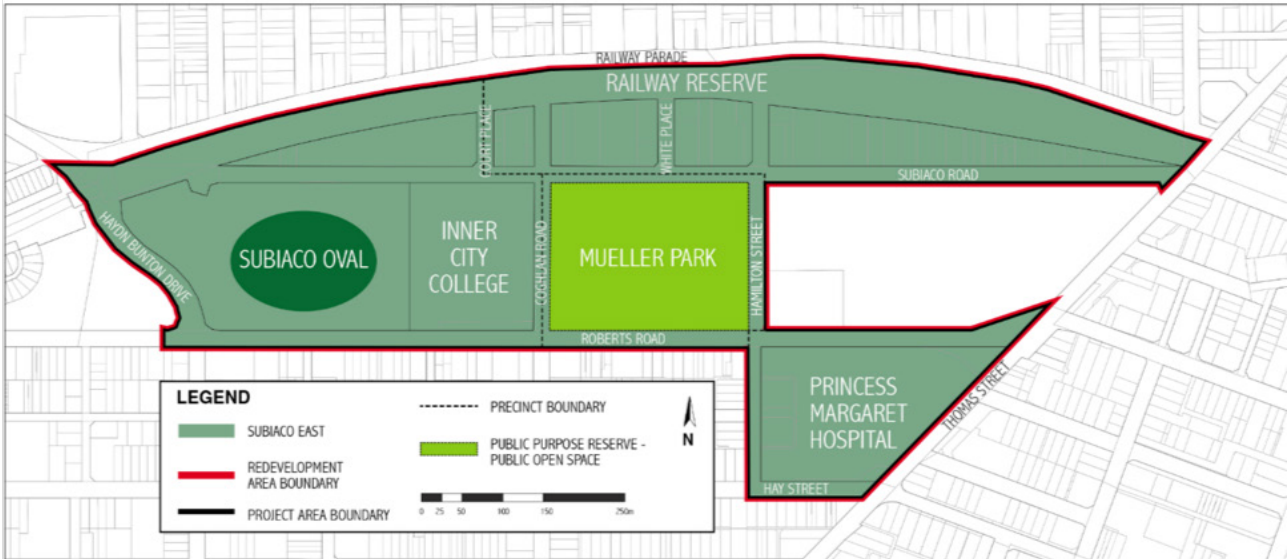 RAILWAY PARADE
RAILWAY RESERVE
COURT PLACE
WHITE PLACE
SUBIACO ROAD
HAYDN BUNTON DRIVE
SUBIACO OVAL
INNER
CITY
COLLEGE
COGHLAN ROAD
MUELLER PARK
HAMILTON STREET
ROBERTS ROAD
PRINCESS
MARGARET
HOSPITAL
THOMAS STREET
HAY STREET
LEGEND
SUBIACO EAST
REDEVELOPMENT
AREA BOUNDARY
PROJECT AREA BOUNDARY
PRECINCT BOUNDARY
PUBLIC PURPOSE RESERVE -
PUBLIC OPEN SPACE
0 25 50 100 150 250m
N